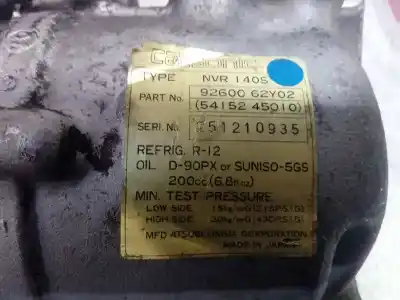 TYPE NVR 140S
PART No. 92600 62Y02
(54152 45010)
SERI. No. 51210935
REFRIG. R-12
OIL D-90PX or SUNISO-5GS
200cc (6.8fl.oz)
MIN. TEST PRESSURE
LOW SIDE
HIGH SIDE
MADE IN JAPAN